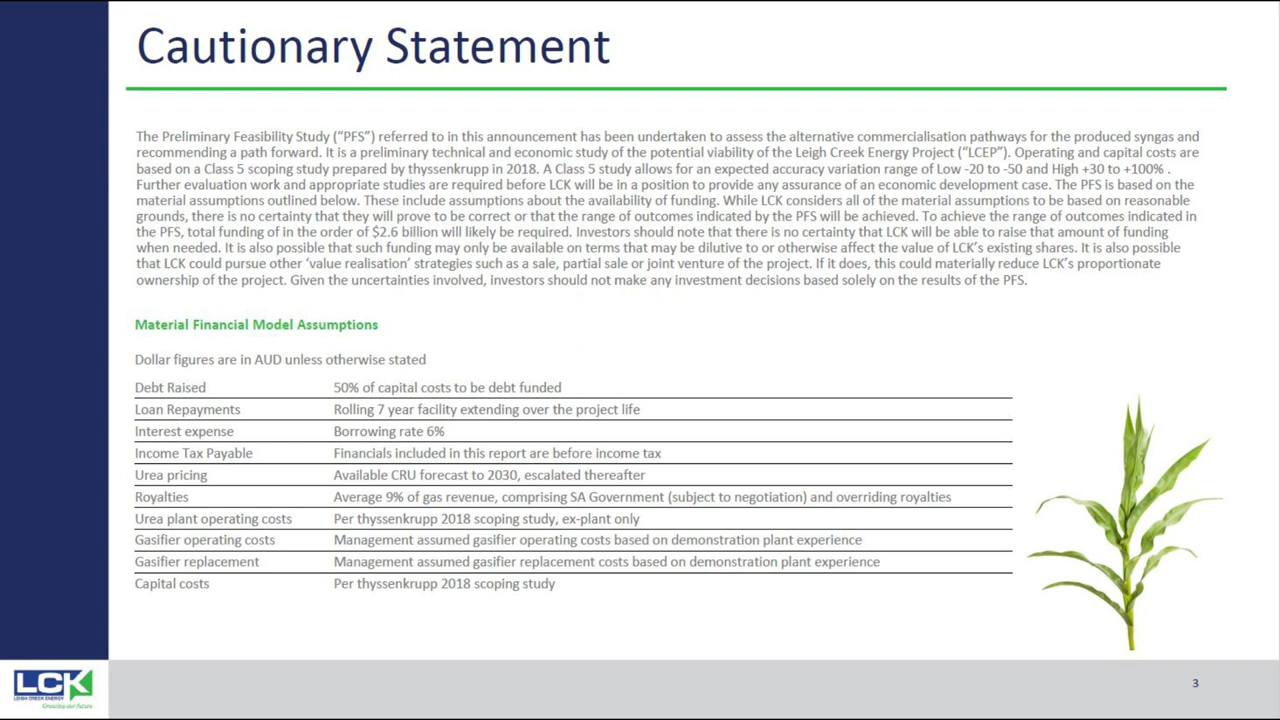 Cautionary Statement
The Preliminary Feasibility Study (“PFS”) referred to in this announcement has been undertaken to assess the alternative commercialisation pathways for the produced syngas and
recommending a path forward. It is a preliminary technical and economic study of the potential viability of the Leigh Creek Energy Project (“LCEP”). Operating and capital costs are
based on a Class 5 scoping study prepared by thyssenkrupp in 2018. A Class 5 study allows for an expected accuracy variation range of Low -20 to -50 and High +30 to +100% .
Further evaluation work and appropriate studies are required before LCK will be in a position to provide any assurance of an economic development case. The PFS is based on the
material assumptions outlined below. These include assumptions about the availability of funding. While LCK considers all of the material assumptions to be based on reasonable
grounds, there is no certainty that they will prove to be correct or that the range of outcomes indicated by the PFS will be achieved. To achieve the range of outcomes indicated in
the PFS, total funding of in the order of $2.6 billion will likely be required. Investors should note that there is no certainty that LCK will be able to raise that amount of funding
when needed. It is also possible that such funding may only be available on terms that may be dilutive to or otherwise affect the value of LCK’s existing shares. It is also possible
that LCK could pursue other ‘value realisation’ strategies such as a sale, partial sale or joint venture of the project. If it does, this could materially reduce LCK’s proportionate
ownership of the project. Given the uncertainties involved, investors should not make any investment decisions based solely on the results of the PFS.
Material Financial Model Assumptions
Dollar figures are in AUD unless otherwise stated
Debt Raised 50% of capital costs to be debt funded
Loan Repayments Rolling 7 year facility extending over the project life
Interest expense Borrowing rate 6%
Income Tax Payable Financials included in this report are before income tax
Urea pricing Available CRU forecast to 2030, escalated thereafter
Royalties Average 9% of gas revenue, comprising SA Government (subject to negotiation) and overriding royalties
Urea plant operating costs Per thyssenkrupp 2018 scoping study, ex-plant only
Gasifier operating costs Management assumed gasifier operating costs based on demonstration plant experience
Gasifier replacement Management assumed gasifier replacement costs based on demonstration plant experience
Capital costs Per thyssenkrupp 2018 scoping study
LCK
LEIGH CREEK ENERGY
Growing our future
3